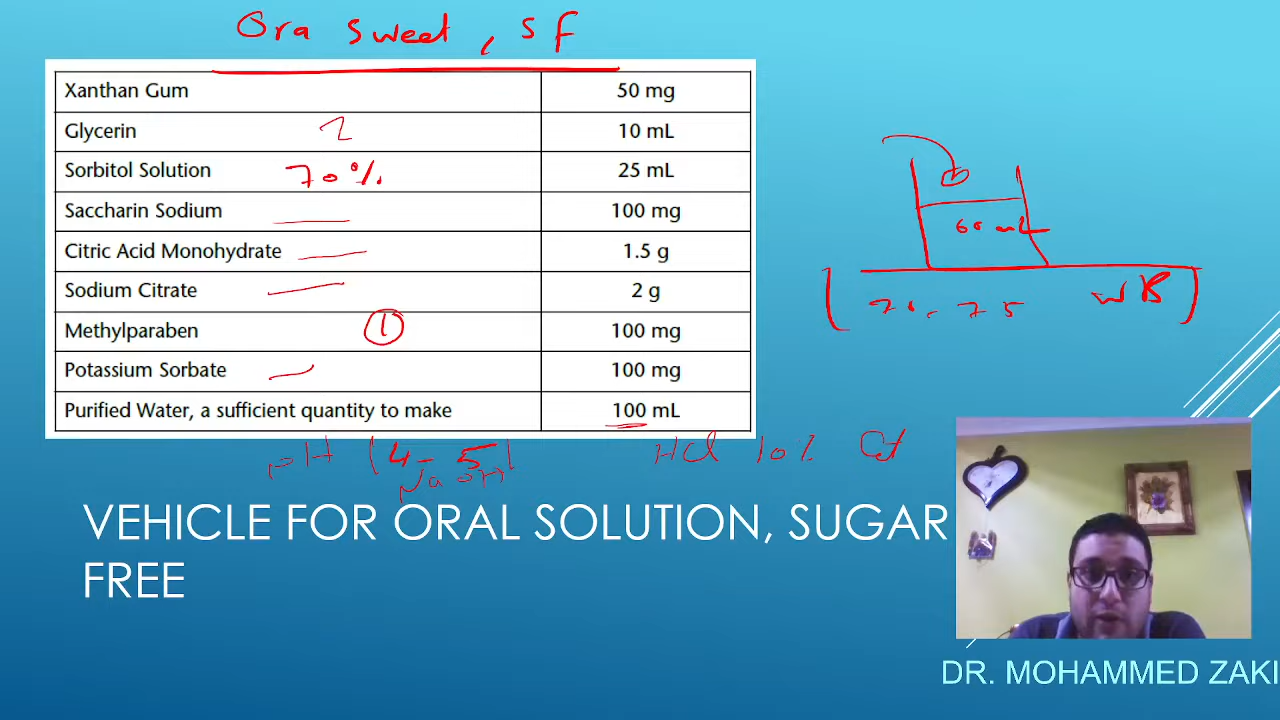 Ora sweet, SF
Xanthan Gum 50 mg
Glycerin 2 10 mL
Sorbitol Solution 70% 25 mL
Saccharin Sodium 100 mg
Citric Acid Monohydrate 1.5 g
Sodium Citrate 2 g
Methylparaben 1 100 mg
Potassium Sorbate 100 mg
Purified Water, a sufficient quantity to make 100 mL
pH (4-5) HCl 10%
NaOH
60 mL
70-75 WB
VEHICLE FOR ORAL SOLUTION, SUGAR
FREE
DR. MOHAMMED ZAKI